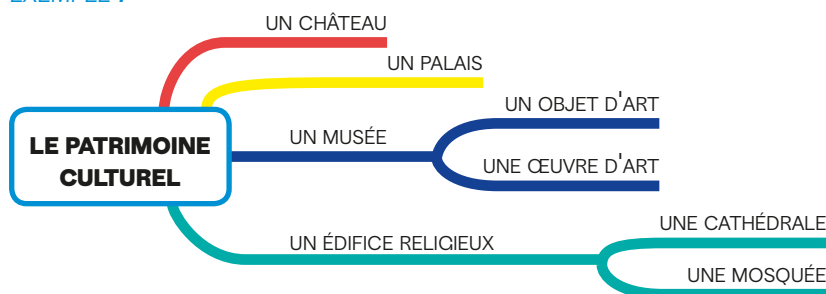 EXEMPLE :
UN CHÂTEAU
UN PALAIS
UN OBJET D'ART
UN MUSÉE
LE PATRIMOINE
CULTUREL
UNE ŒUVRE D'ART
UNE CATHÉDRALE
UN ÉDIFICE RELIGIEUX
UNE MOSQUÉE